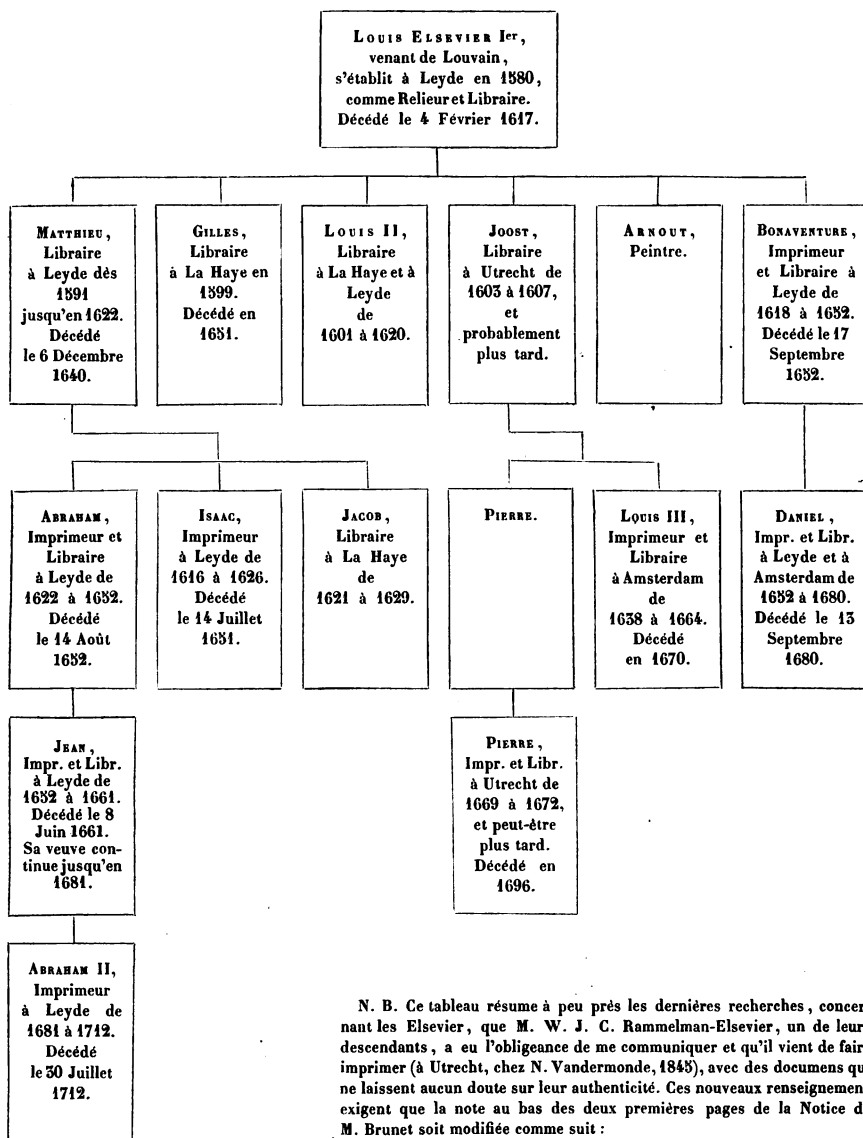 LOUIS ELSEVIER Ier,
venant de Louvain,
s'établit à Leyde en 1580,
comme Relieur et Libraire.
Décédé le 4 Février 1617.
MATTHIEU,
Libraire
à Leyde dès
1591
jusqu'en 1622.
Décédé
le 6 Décembre
1640.
GILLES,
Libraire
à La Haye en
1599.
Décédé en
1651.
LOUIS II,
Libraire
à La Haye et à
Leyde
de
1601 à 1620.
JOOST,
Libraire
à Utrecht de
1603 à 1607,
et
probablement
plus tard.
ARNOUT,
Peintre.
BONAVENTURE,
Imprimeur
et Libraire à
Leyde de
1618 à 1652.
Décédé le 17
Septembre
1652.
ABRAHAM,
Imprimeur et
Libraire
à Leyde de
1622 à 1652.
Décédé
le 14 Août
1652.
ISAAC,
Imprimeur
à Leyde de
1616 à 1626.
Décédé
le 14 Juillet
1651.
JACOB,
Libraire
à La Haye
de
1621 à 1629.
PIERRE.
LOUIS III,
Imprimeur et
Libraire
à Amsterdam
de
1638 à 1664.
Décédé
en 1670.
DANIEL,
Impr. et Libr.
à Leyde et à
Amsterdam de
1652 à 1680.
Décédé le 13
Septembre
1680.
JEAN,
Impr. et Libr.
à Leyde de
1652 à 1661.
Décédé le 8
Juin 1661.
Sa veuve con-
tinue jusqu'en
1681.
PIERRE,
Impr. et Libr.
à Utrecht de
1669 à 1672,
et peut-être
plus tard.
Décédé en
1696.
ABRAHAM II,
Imprimeur
à Leyde de
1681 à 1712.
Décédé
le 30 Juillet
1712.
N. B. Ce tableau résume à peu près les dernières recherches, concer
nant les Elsevier, que M. W. J. C. Rammelman-Elsevier, un de leur
descendants, a eu l'obligeance de me communiquer et qu'il vient de fair
imprimer (à Utrecht, chez N. Vandermonde, 1845), avec des documens qu
ne laissent aucun doute sur leur authenticité. Ces nouveaux renseignemen
exigent que la note au bas des deux premières pages de la Notice d
M. Brunet soit modifiée comme suit :